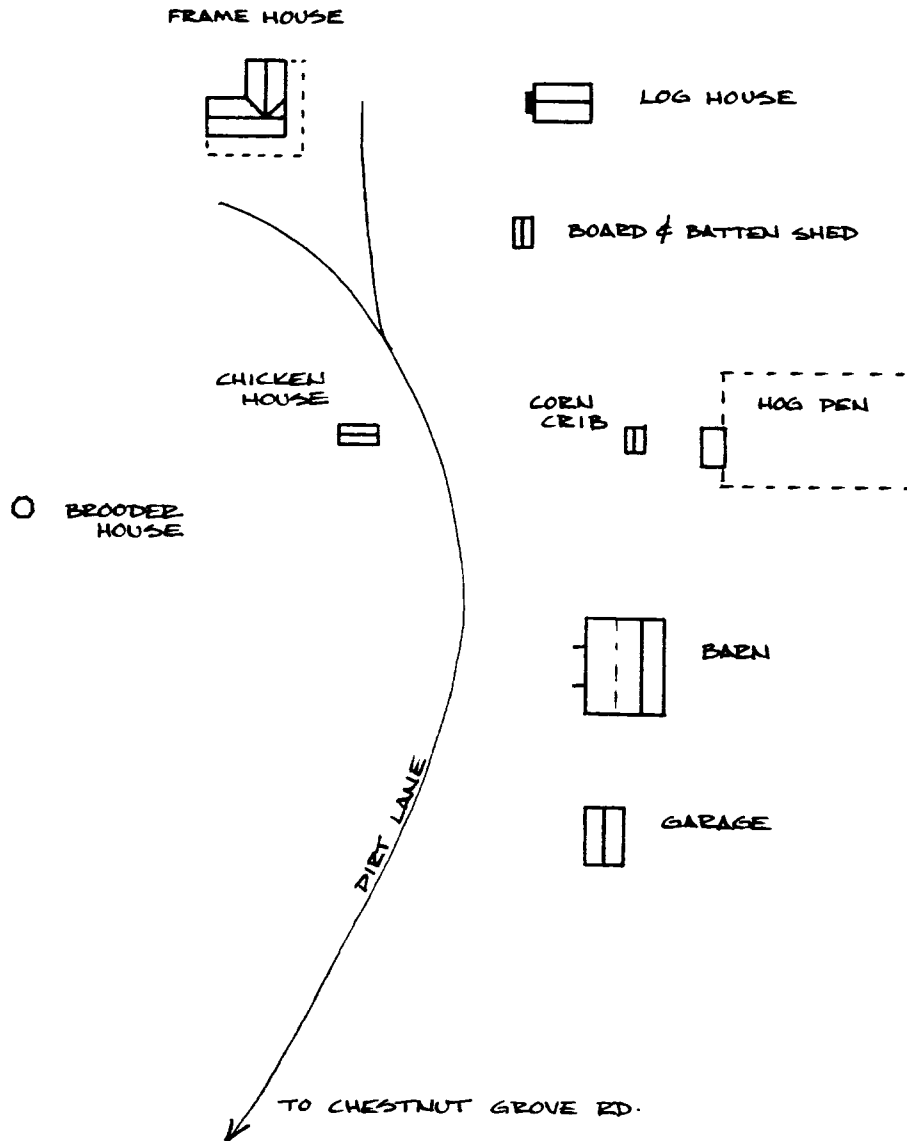 FRAME HOUSE
LOG HOUSE
BOARD & BATTEN SHED
CHICKEN
HOUSE
CORN
CRIB
HOG PEN
BROODER
HOUSE
BARN
GARAGE
DIRT LANE
TO CHESTNUT GROVE RD.